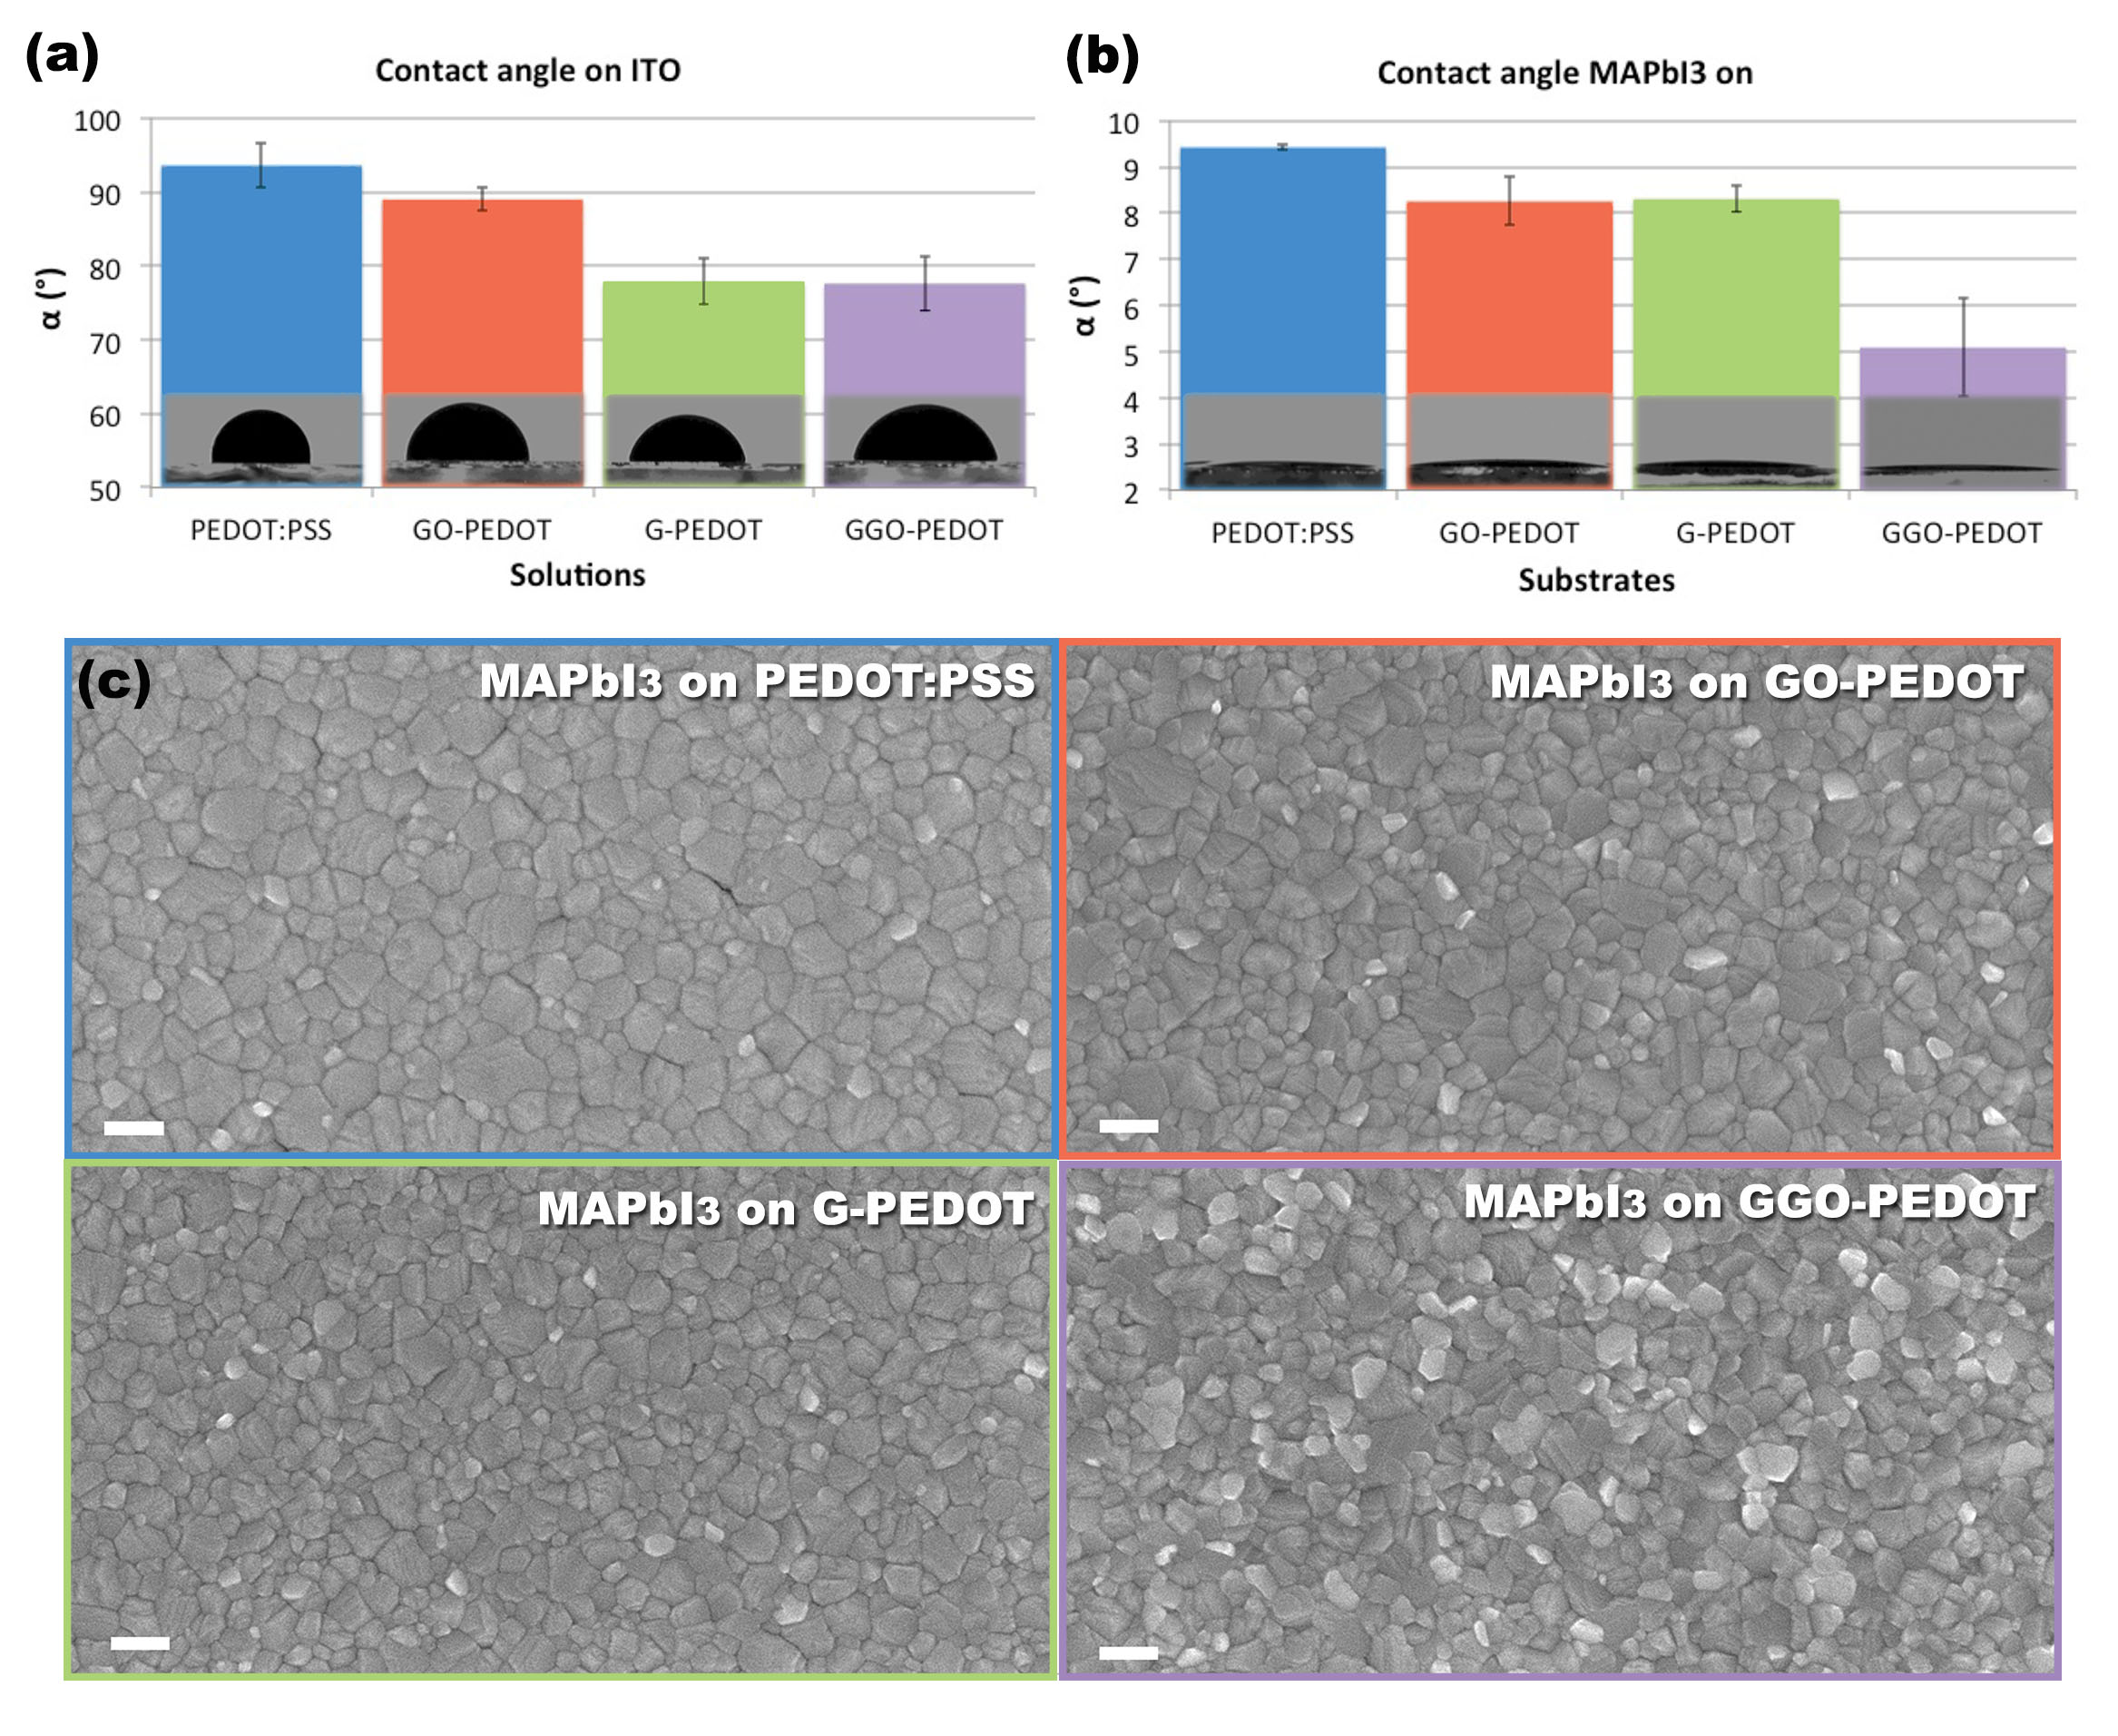 (a)
Contact angle on ITO
100
90
80
70
60
50
α (°)
PEDOT:PSS GO-PEDOT G-PEDOT GGO-PEDOT
Solutions
(b)
Contact angle MAPbI3 on
10
9
8
7
6
5
4
3
2
α (°)
PEDOT:PSS GO-PEDOT G-PEDOT GGO-PEDOT
Substrates
(c)
MAPbI3 on PEDOT:PSS
MAPbI3 on GO-PEDOT
MAPbI3 on G-PEDOT
MAPbI3 on GGO-PEDOT